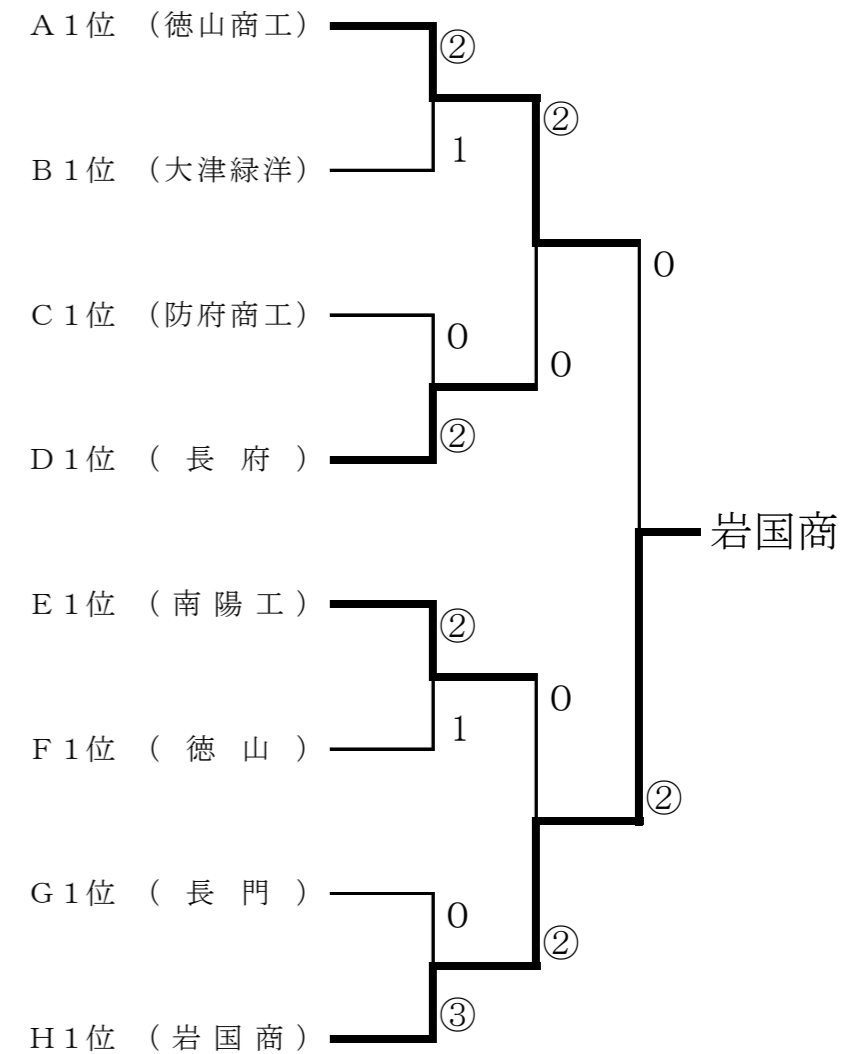 A１位 （徳山商工）
②
②
1
B１位 （大津緑洋）
0
C１位 （防府商工）
0
0
②
D１位 （ 長 府 ）
岩国商
E１位 （ 南 陽 工 ）
②
0
1
F１位 （ 徳 山 ）
②
G１位 （ 長 門 ）
0
②
③
H１位 （ 岩 国 商 ）